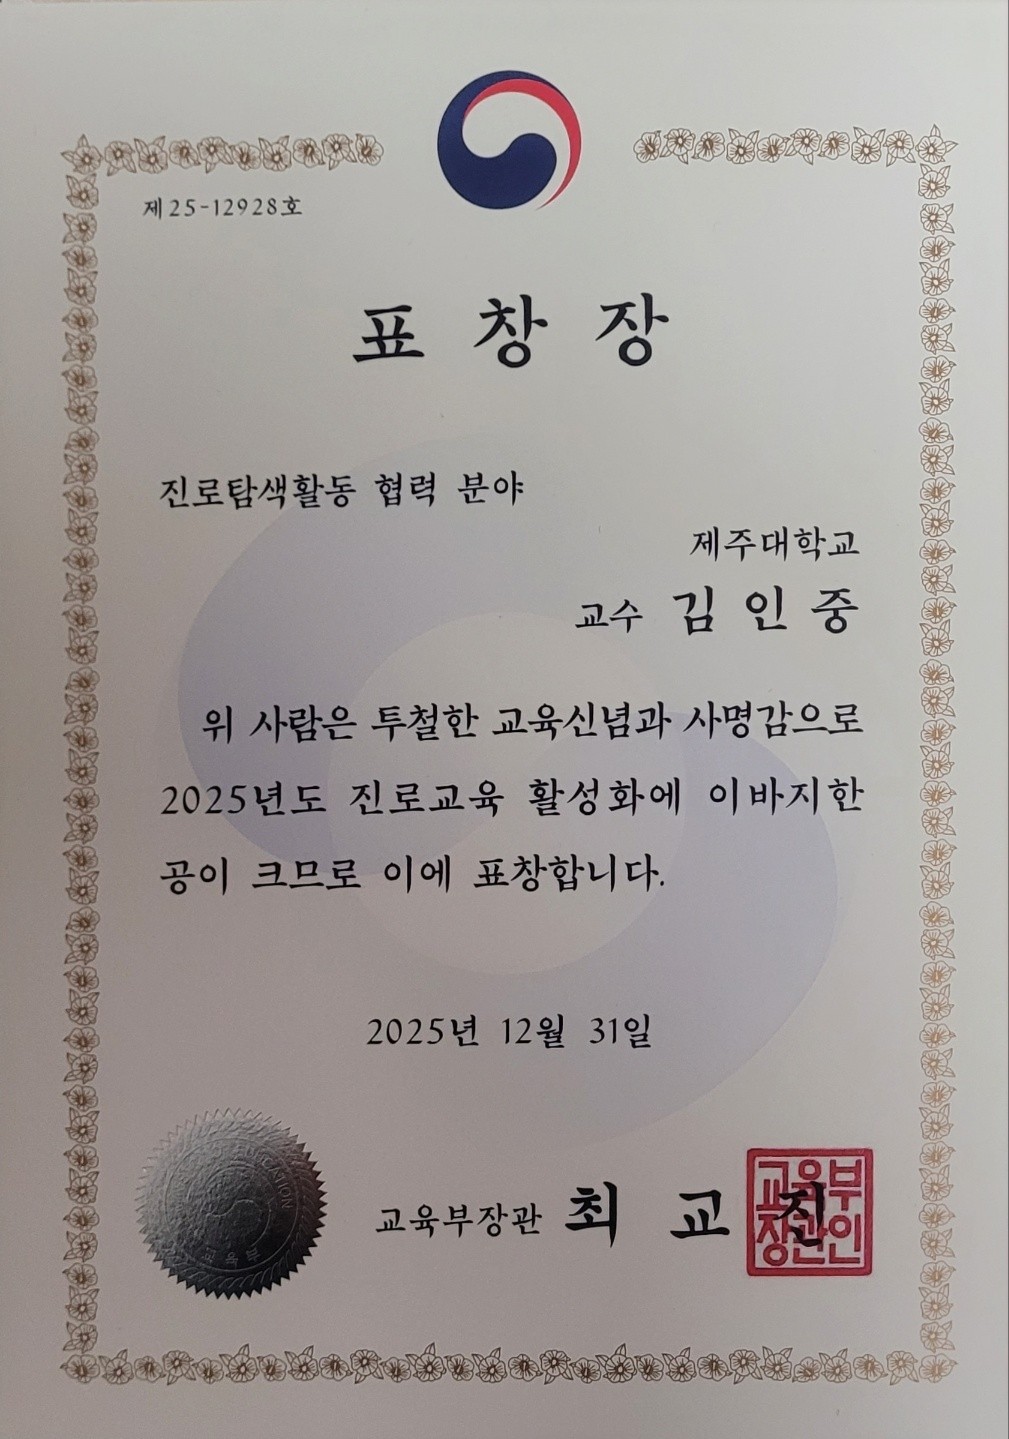 제25-12928호
표창장
진로탐색활동 협력 분야
제주대학교
교수 김인중
위 사람은 투철한 교육신념과 사명감으로
2025년도 진로교육 활성화에 이바지한
공이 크므로 이에 표창합니다.
2025년 12월 31일
교육부장관 최교진
교육부
장관인
교육부